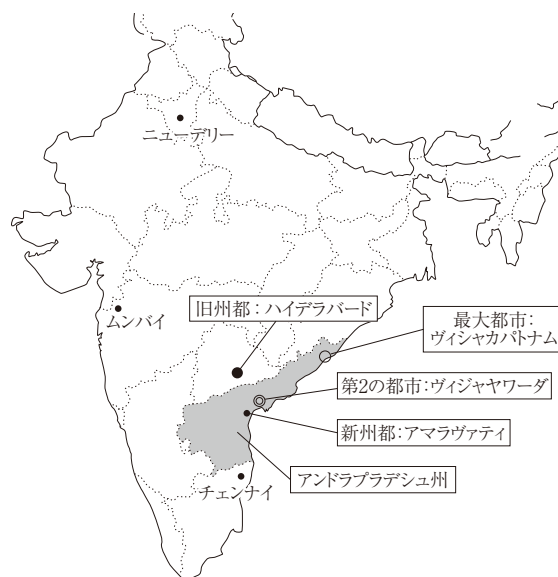 ニューデリー
ムンバイ
旧州都：ハイデラバード
最大都市：
ヴィシャカパトナム
第2の都市：ヴィジャヤワーダ
新州都：アマラヴァティ
アンドラプラデシュ州
チェンナイ